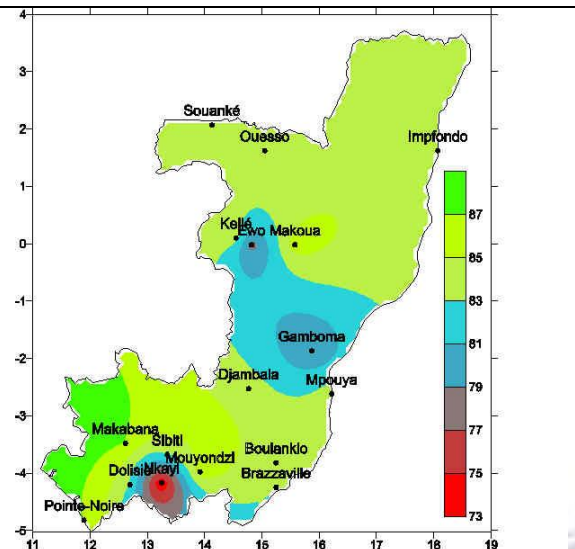 4
3
2
1
0
-1
-2
-3
-4
-5
11 12 13 14 15 16 17 18 19
Souanké
Ouesso
Impfondo
Kellé
Ewo Makoua
Gamboma
Djambala
Mpouya
Makabana
Sibiti
Mouyondzi
Boulankio
Dolisie
Nkayi
Brazzaville
Pointe-Noire
87
85
83
81
79
77
75
73